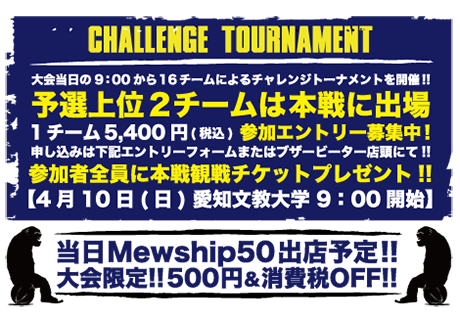 CHALLENGE TOURNAMENT
大会当日の9:00から16チームによるチャレンジトーナメントを開催!!
予選上位2チームは本戦に出場
1チーム5,400円(税込) 参加エントリー募集中!
申し込みは下記エントリーフォームまたはブザービーター店頭にて!!
参加者全員に本戦観戦チケットプレゼント!!
【4月10日(日)愛知文教大学 9:00開始】
当日Mewship50出店予定!!
大会限定!!500円&消費税OFF!!